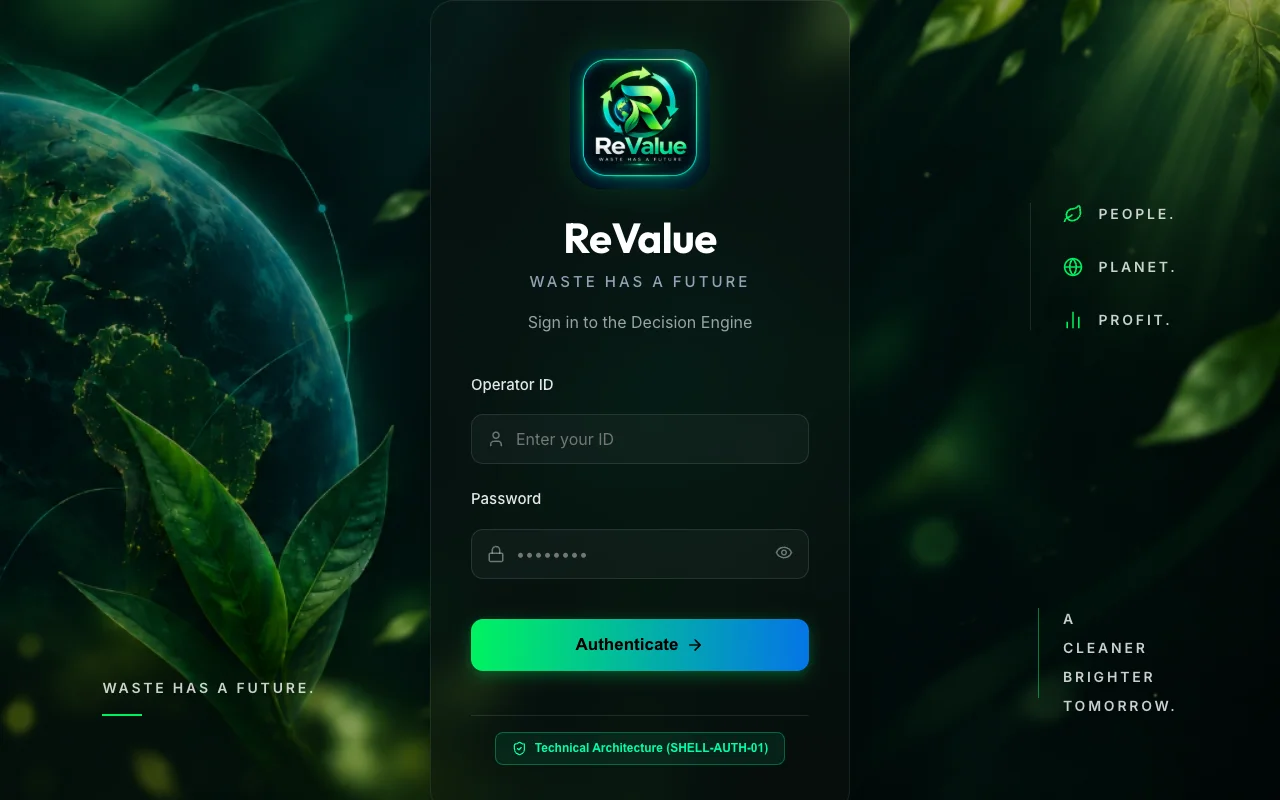 ReValue
WASTE HAS A FUTURE
ReValue
WASTE HAS A FUTURE
Sign in to the Decision Engine
Operator ID
Enter your ID
Password
Authenticate
Technical Architecture (SHELL-AUTH-01)
WASTE HAS A FUTURE.
PEOPLE.
PLANET.
PROFIT.
A
CLEANER
BRIGHTER
TOMORROW.